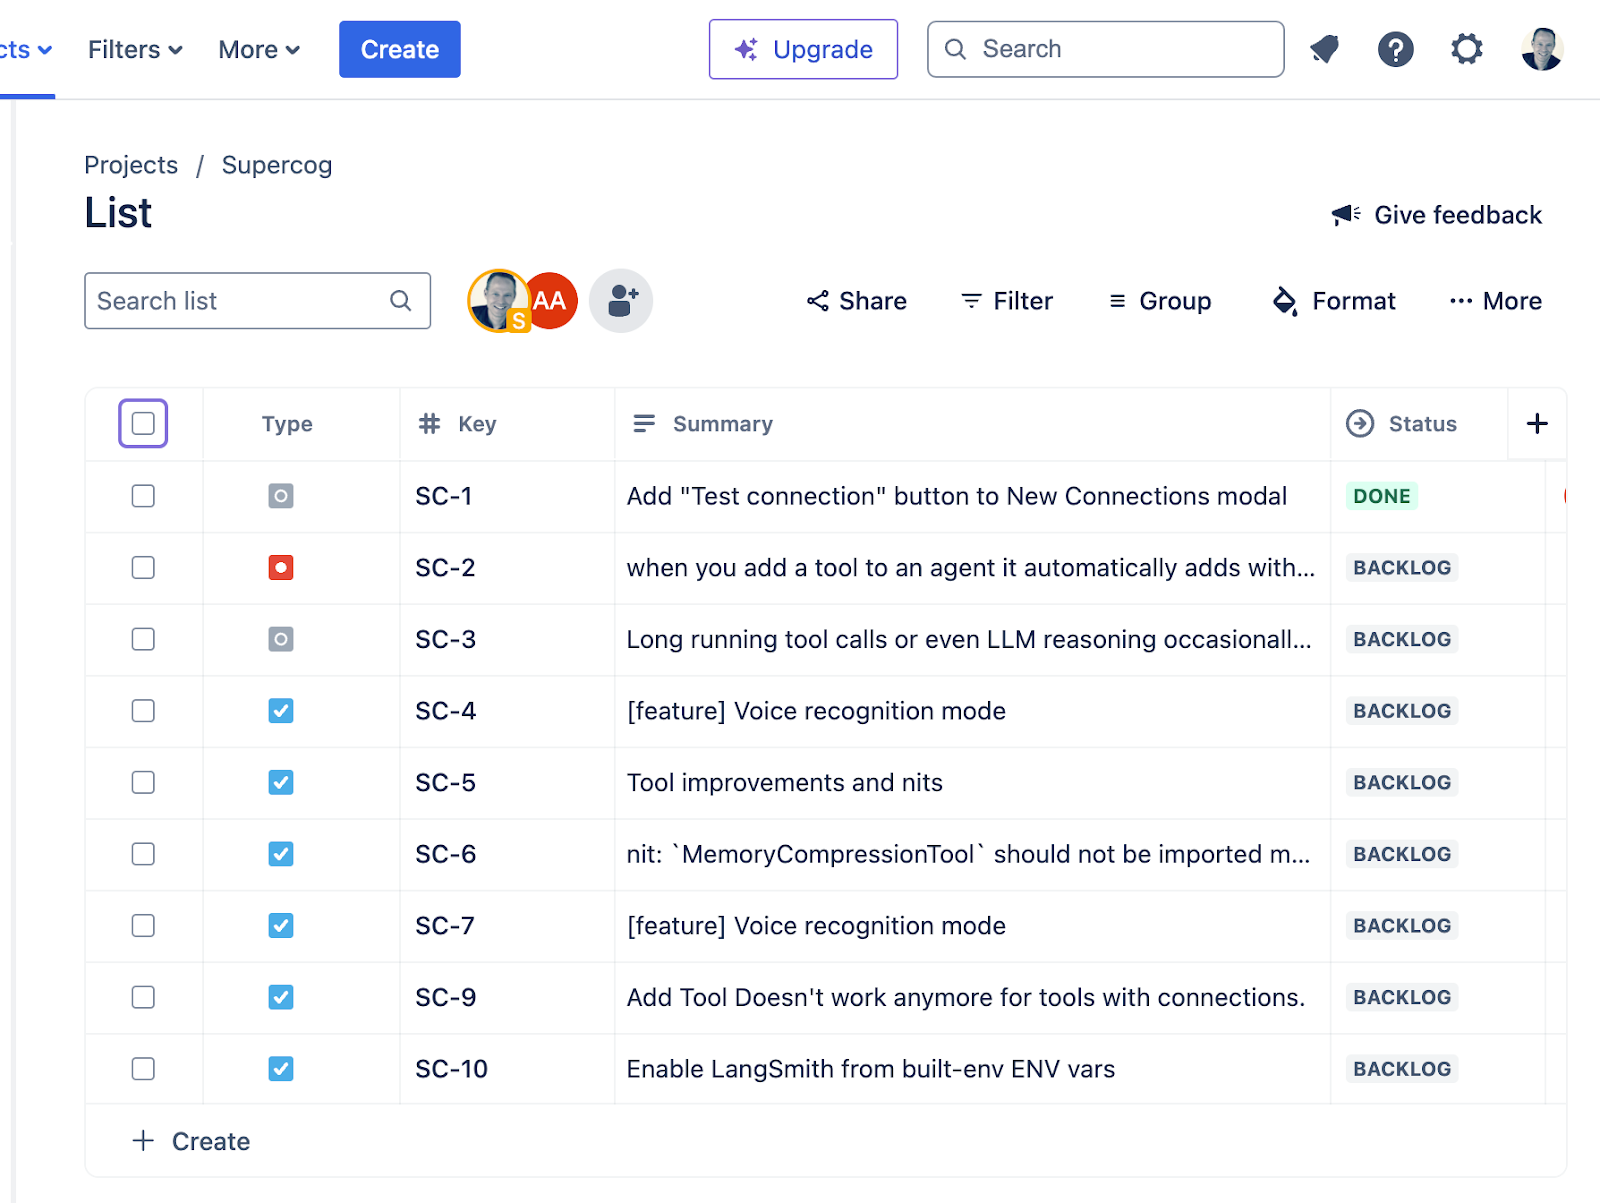 cts Filters More Create Upgrade Search
Projects / Supercog
List
Give feedback
Search list S AA Share Filter Group Format More
Type Key Summary Status
SC-1 Add "Test connection" button to New Connections modal DONE
SC-2 when you add a tool to an agent it automatically adds with... BACKLOG
SC-3 Long running tool calls or even LLM reasoning occasionall... BACKLOG
SC-4 [feature] Voice recognition mode BACKLOG
SC-5 Tool improvements and nits BACKLOG
SC-6 nit: `MemoryCompressionTool` should not be imported m... BACKLOG
SC-7 [feature] Voice recognition mode BACKLOG
SC-9 Add Tool Doesn't work anymore for tools with connections. BACKLOG
SC-10 Enable LangSmith from built-env ENV vars BACKLOG
+ Create